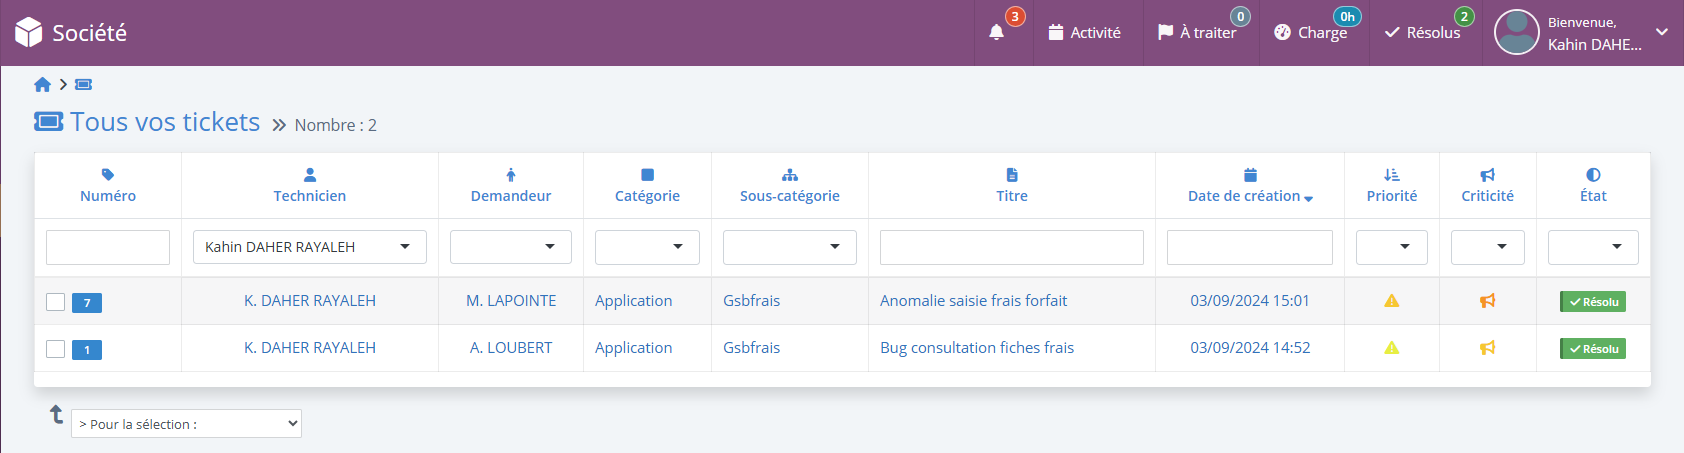 Société
3
Activité
0
À traiter
0h
Charge
2
Résolus
Bienvenue,
Kahin DAHE...
Tous vos tickets » Nombre : 2
Numéro Technicien Demandeur Catégorie Sous-catégorie Titre Date de création Priorité Criticité État
Kahin DAHER RAYALEH
7 K. DAHER RAYALEH M. LAPOINTE Application Gsbfrais Anomalie saisie frais forfait 03/09/2024 15:01 Résolu
1 K. DAHER RAYALEH A. LOUBERT Application Gsbfrais Bug consultation fiches frais 03/09/2024 14:52 Résolu
> Pour la sélection :